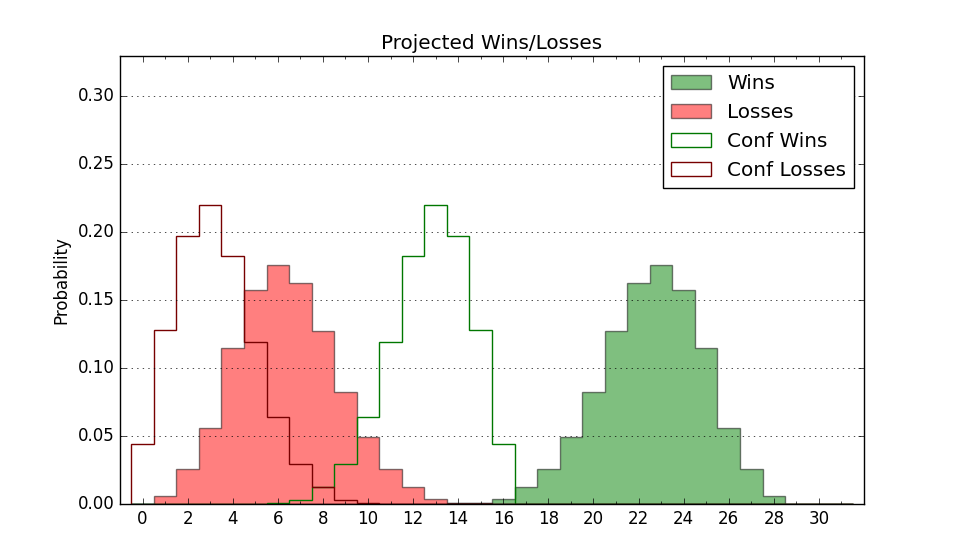 Projected Wins/Losses
Wins
Losses
Conf Wins
Conf Losses
Probability
0.30
0.25
0.20
0.15
0.10
0.05
0.00
0 2 4 6 8 10 12 14 16 18 20 22 24 26 28 30